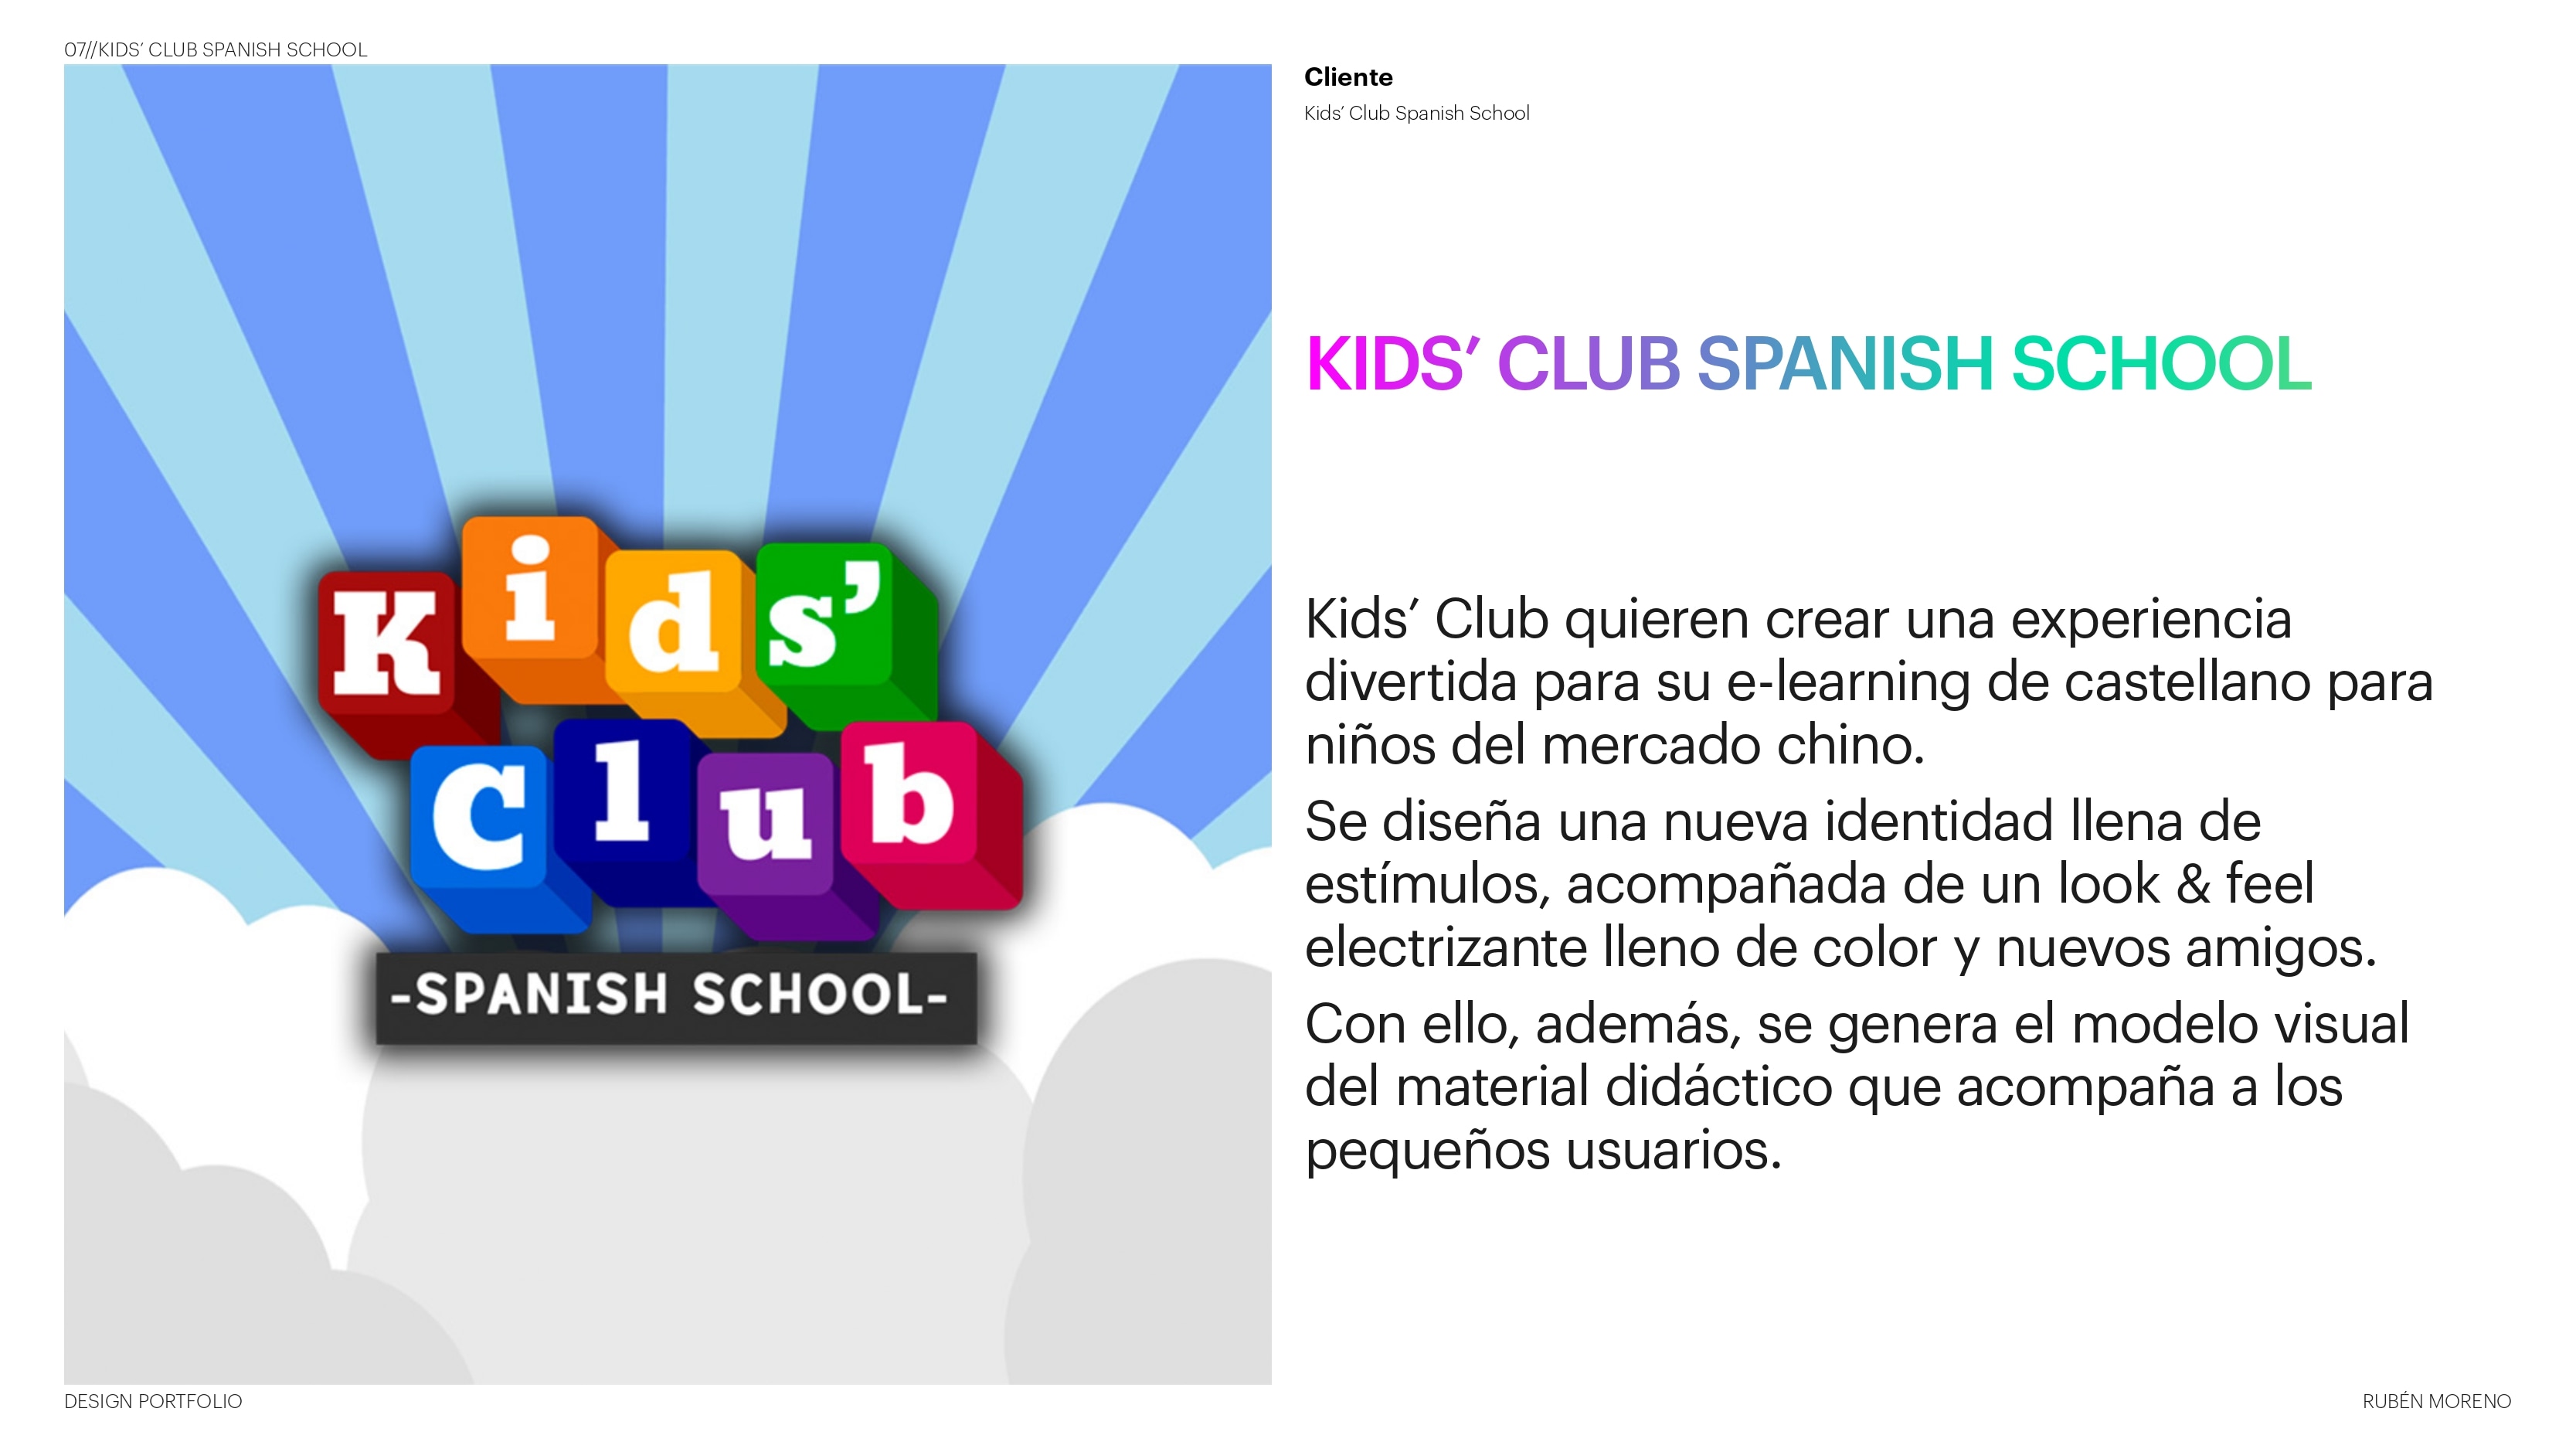 07//KIDS’ CLUB SPANISH SCHOOL
Kids’
Club
-SPANISH SCHOOL-
Cliente
Kids’ Club Spanish School
KIDS’ CLUB SPANISH SCHOOL
Kids’ Club quieren crear una experiencia
divertida para su e-learning de castellano para
niños del mercado chino.
Se diseña una nueva identidad llena de
estímulos, acompañada de un look & feel
electrizante lleno de color y nuevos amigos.
Con ello, además, se genera el modelo visual
del material didáctico que acompaña a los
pequeños usuarios.
DESIGN PORTFOLIO
RUBÉN MORENO